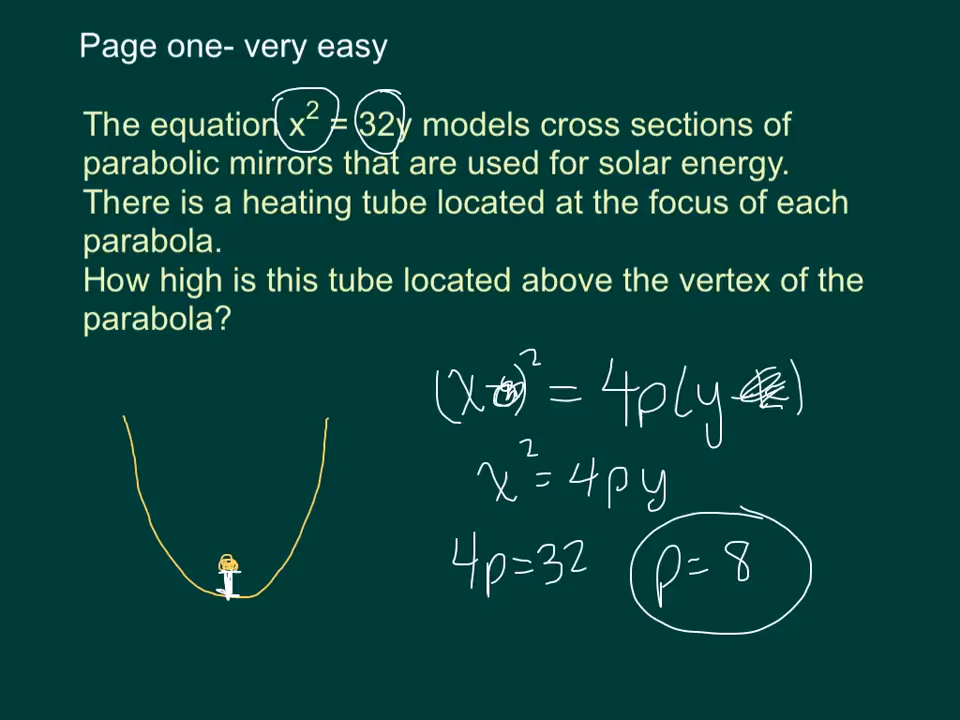 Page one- very easy
The equation x² = 32y models cross sections of
parabolic mirrors that are used for solar energy.
There is a heating tube located at the focus of each
parabola.
How high is this tube located above the vertex of the
parabola?
(x- )² = 4p(y- )
x² = 4py
4p=32 p=8